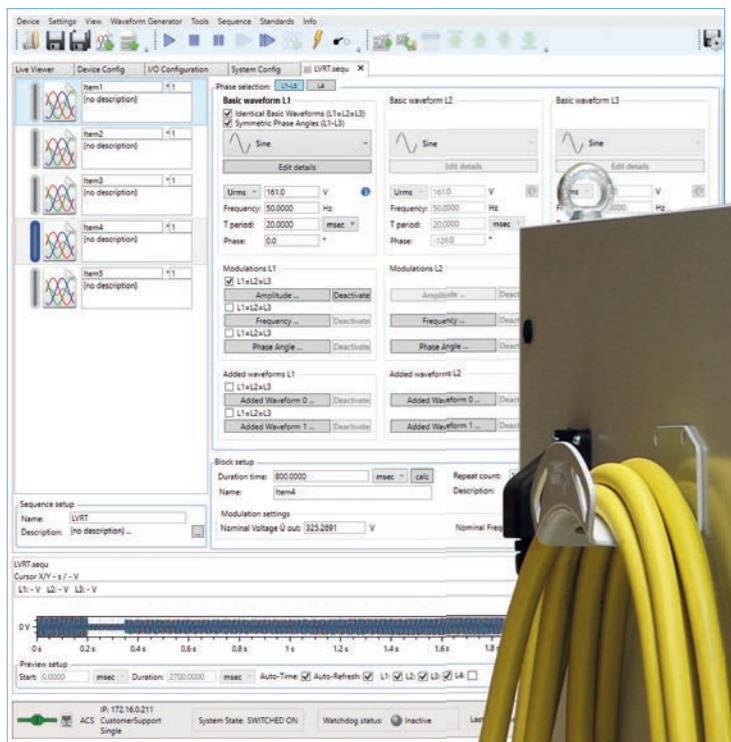 Device Settings View Waveform Generator Tools Sequence Standards Info
Live Viewer Device Config I/O Configuration System Config LVRT.sequ X
Item1 * 1
[no description]
Item2 * 1
[no description]
Item3 * 1
[no description]
Item4 * 1
[no description]
Item5 * 1
[no description]
Phase selection: L1-L3 L4
Basic waveform L1 Basic waveform L2 Basic waveform L3
Identical Basic Waveforms (L1=L2=L3)
Symmetric Phase Angles (L1-L3)
Sine Sine Sine
Edit details Edit details Edit details
Urms 161.0 V Urms 161.0 V Urms V
Frequency: 50.0000 Hz Frequency: 50.0000 Hz Hz
T period: 20.0000 msec T period: 20.0000 msec
Phase: 0.0 ° Phase: -120.0 °
Modulations L1 Modulations L2
L1=L2=L3
Amplitude ... Deactivate Amplitude ...
L1=L2=L3
Frequency ... Deactivate Frequency ...
L1=L2=L3
Phase Angle ... Deactivate Phase Angle ...
Added waveforms L1 Added waveforms L2
L1=L2=L3
Added Waveform 0 ... Deactivate Added Waveform 0 ...
L1=L2=L3
Added Waveform 1 ... Deactivate Added Waveform 1 ...
Block setup
Duration time: 800.0000 msec calc Repeat count:
Name: Item4 Description:
Modulation settings
Nominal Voltage Û out: 325.2691 V Nominal Freq
Sequence setup
Name: LVRT
Description: [no description] ... ...
LVRT.sequ
Cursor X/Y - s / - V
L1: - V L2: - V L3: - V
0 V
0 s 0.2 s 0.4 s 0.6 s 0.8 s 1 s 1.2 s 1.4 s 1.6 s 1.8
Preview setup
Start: 0.0000 msec Duration: 2700.0000 msec Auto-Time: Auto-Refresh: L1: L2: L3: L4:
IP: 172.16.0.211
ACS CustomerSupport System State: SWITCHED ON Watchdog status: Inactive Last
Single